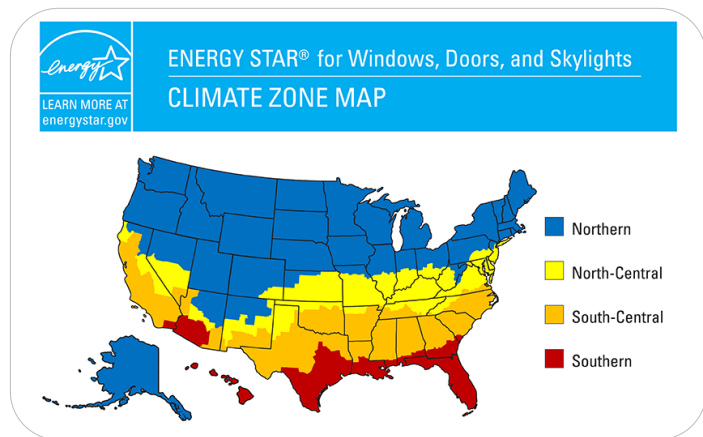 energy
LEARN MORE AT
energystar.gov
ENERGY STAR® for Windows, Doors, and Skylights
CLIMATE ZONE MAP
Northern
North-Central
South-Central
Southern